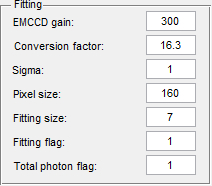 Fitting
EMCCD gain: 300
Conversion factor: 16.3
Sigma: 1
Pixel size: 160
Fitting size: 7
Fitting flag: 1
Total photon flag: 1